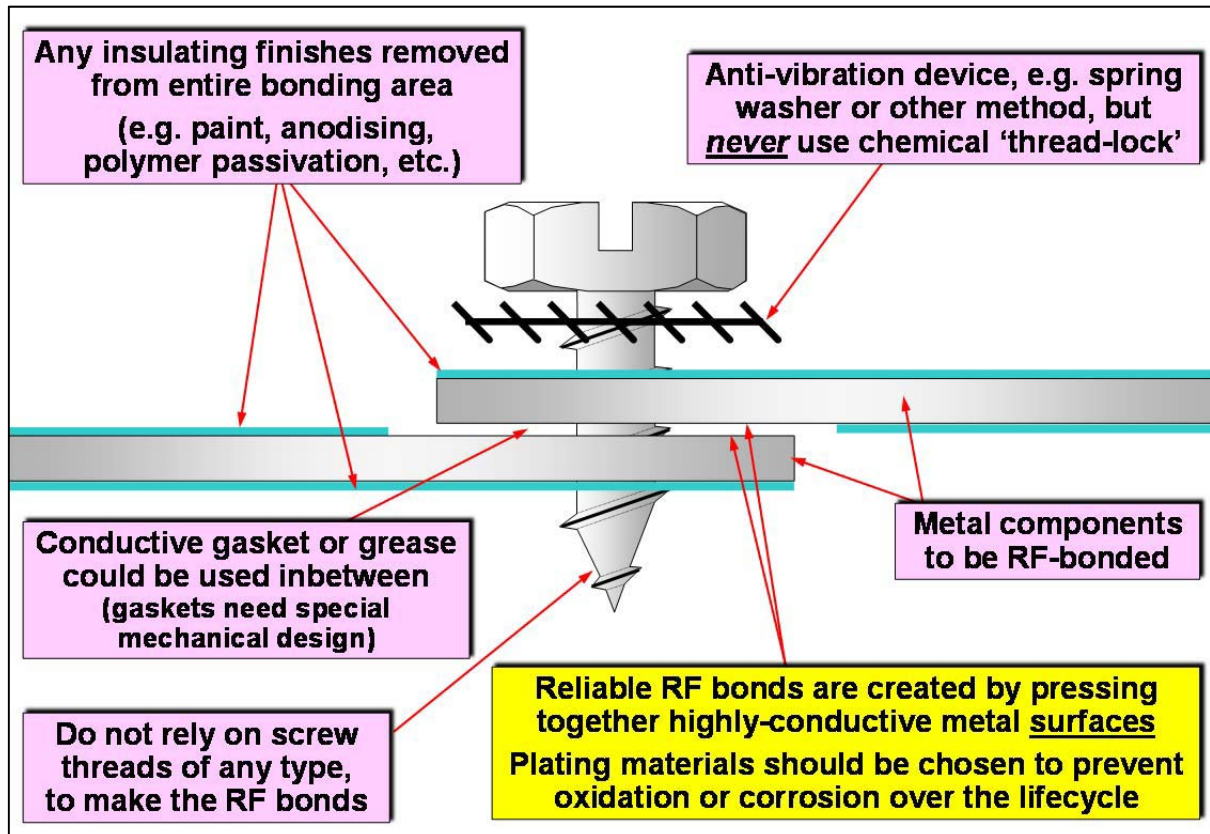 Any insulating finishes removed
from entire bonding area
(e.g. paint, anodising,
polymer passivation, etc.)
Anti-vibration device, e.g. spring
washer or other method, but
never use chemical ‘thread-lock’
Conductive gasket or grease
could be used inbetween
(gaskets need special
mechanical design)
Metal components
to be RF-bonded
Do not rely on screw
threads of any type,
to make the RF bonds
Reliable RF bonds are created by pressing
together highly-conductive metal surfaces
Plating materials should be chosen to prevent
oxidation or corrosion over the lifecycle